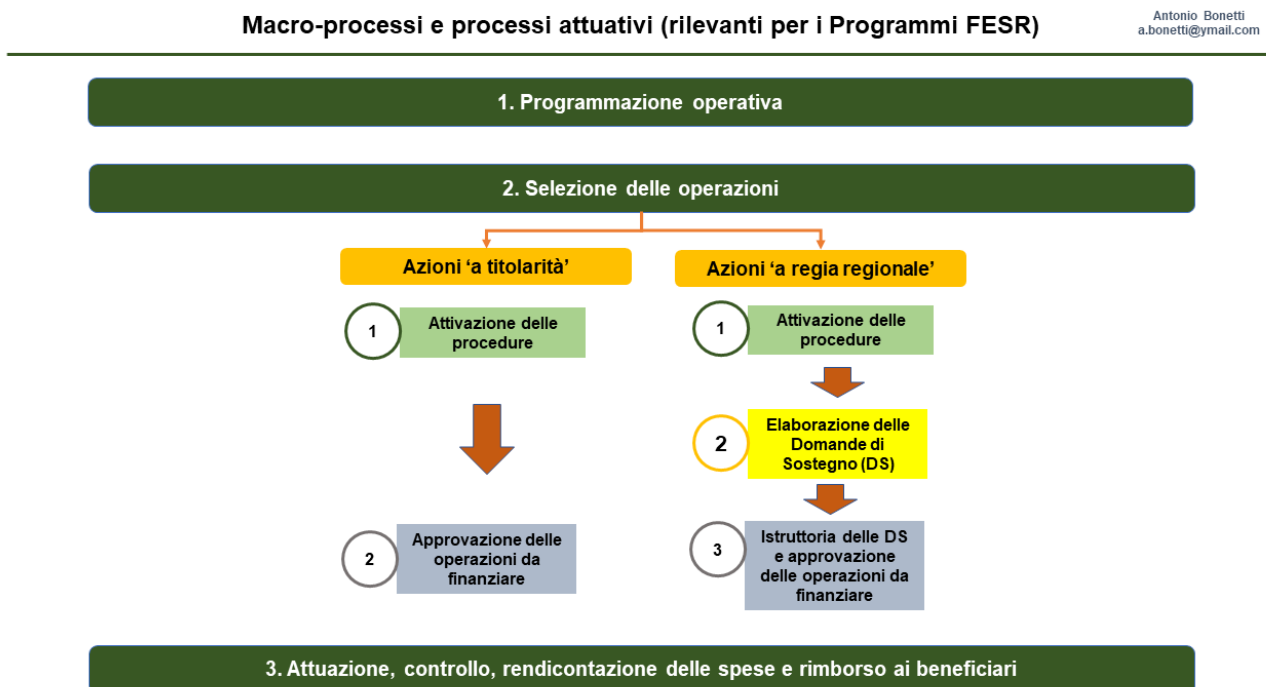 Macro-processi e processi attuativi (rilevanti per i Programmi FESR)
Antonio Bonetti
a.bonetti@ymail.com
1. Programmazione operativa
2. Selezione delle operazioni
Azioni ‘a titolarità’
1
Attivazione delle
procedure
2
Approvazione delle
operazioni da
finanziare
Azioni ‘a regia regionale’
1
Attivazione delle
procedure
2
Elaborazione delle
Domande di
Sostegno (DS)
3
Istruttoria delle DS
e approvazione
delle operazioni da
finanziare
3. Attuazione, controllo, rendicontazione delle spese e rimborso ai beneficiari